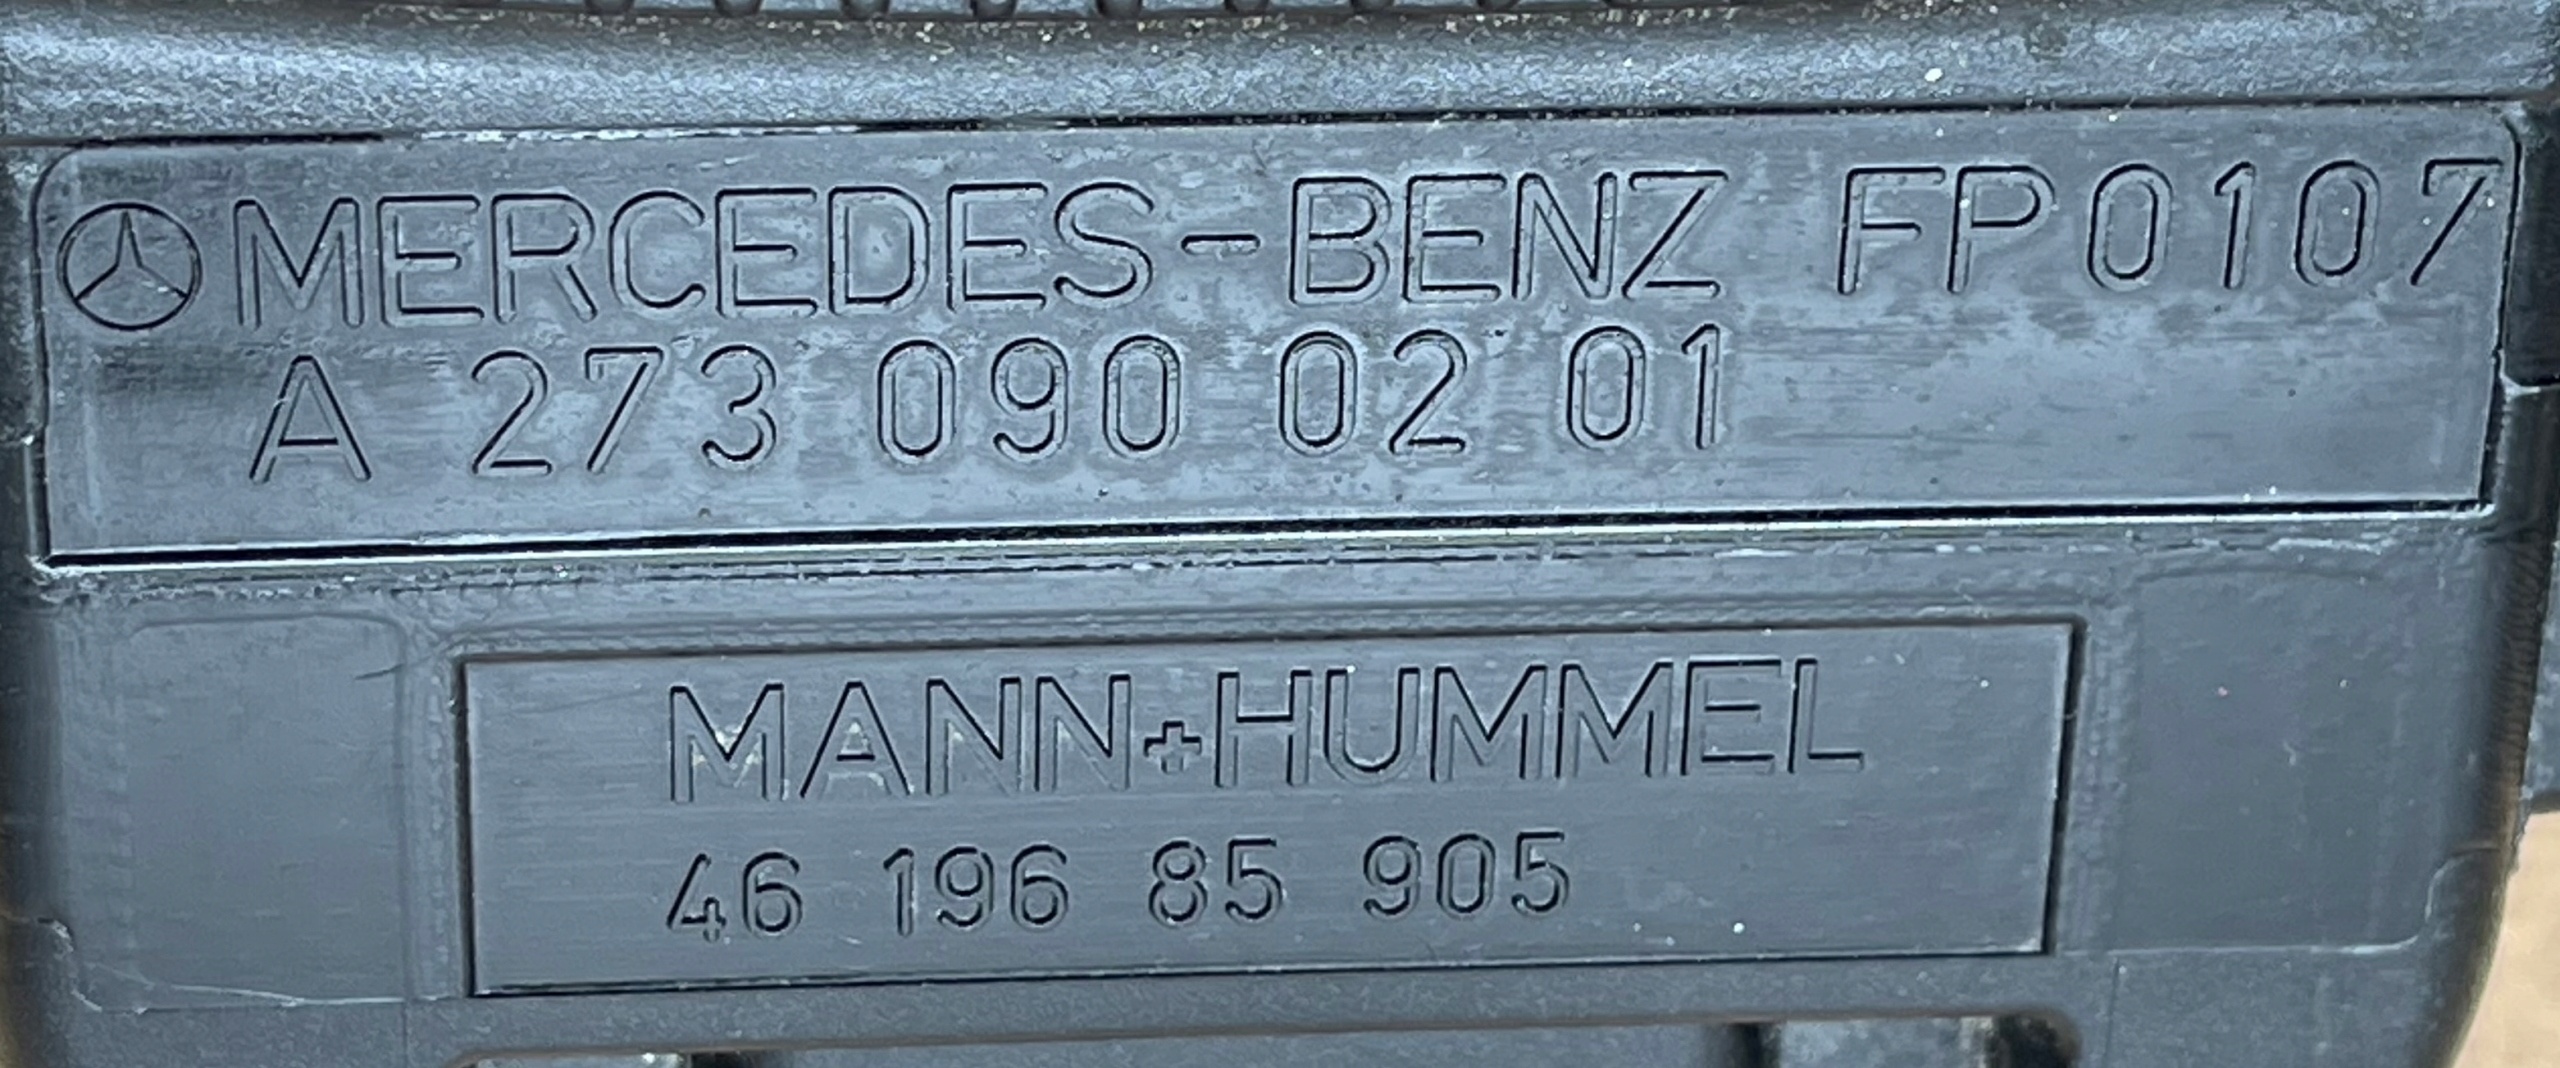 MERCEDES-BENZ FP0107
A 273 090 02 01
MANN+HUMMEL
46 196 85 905